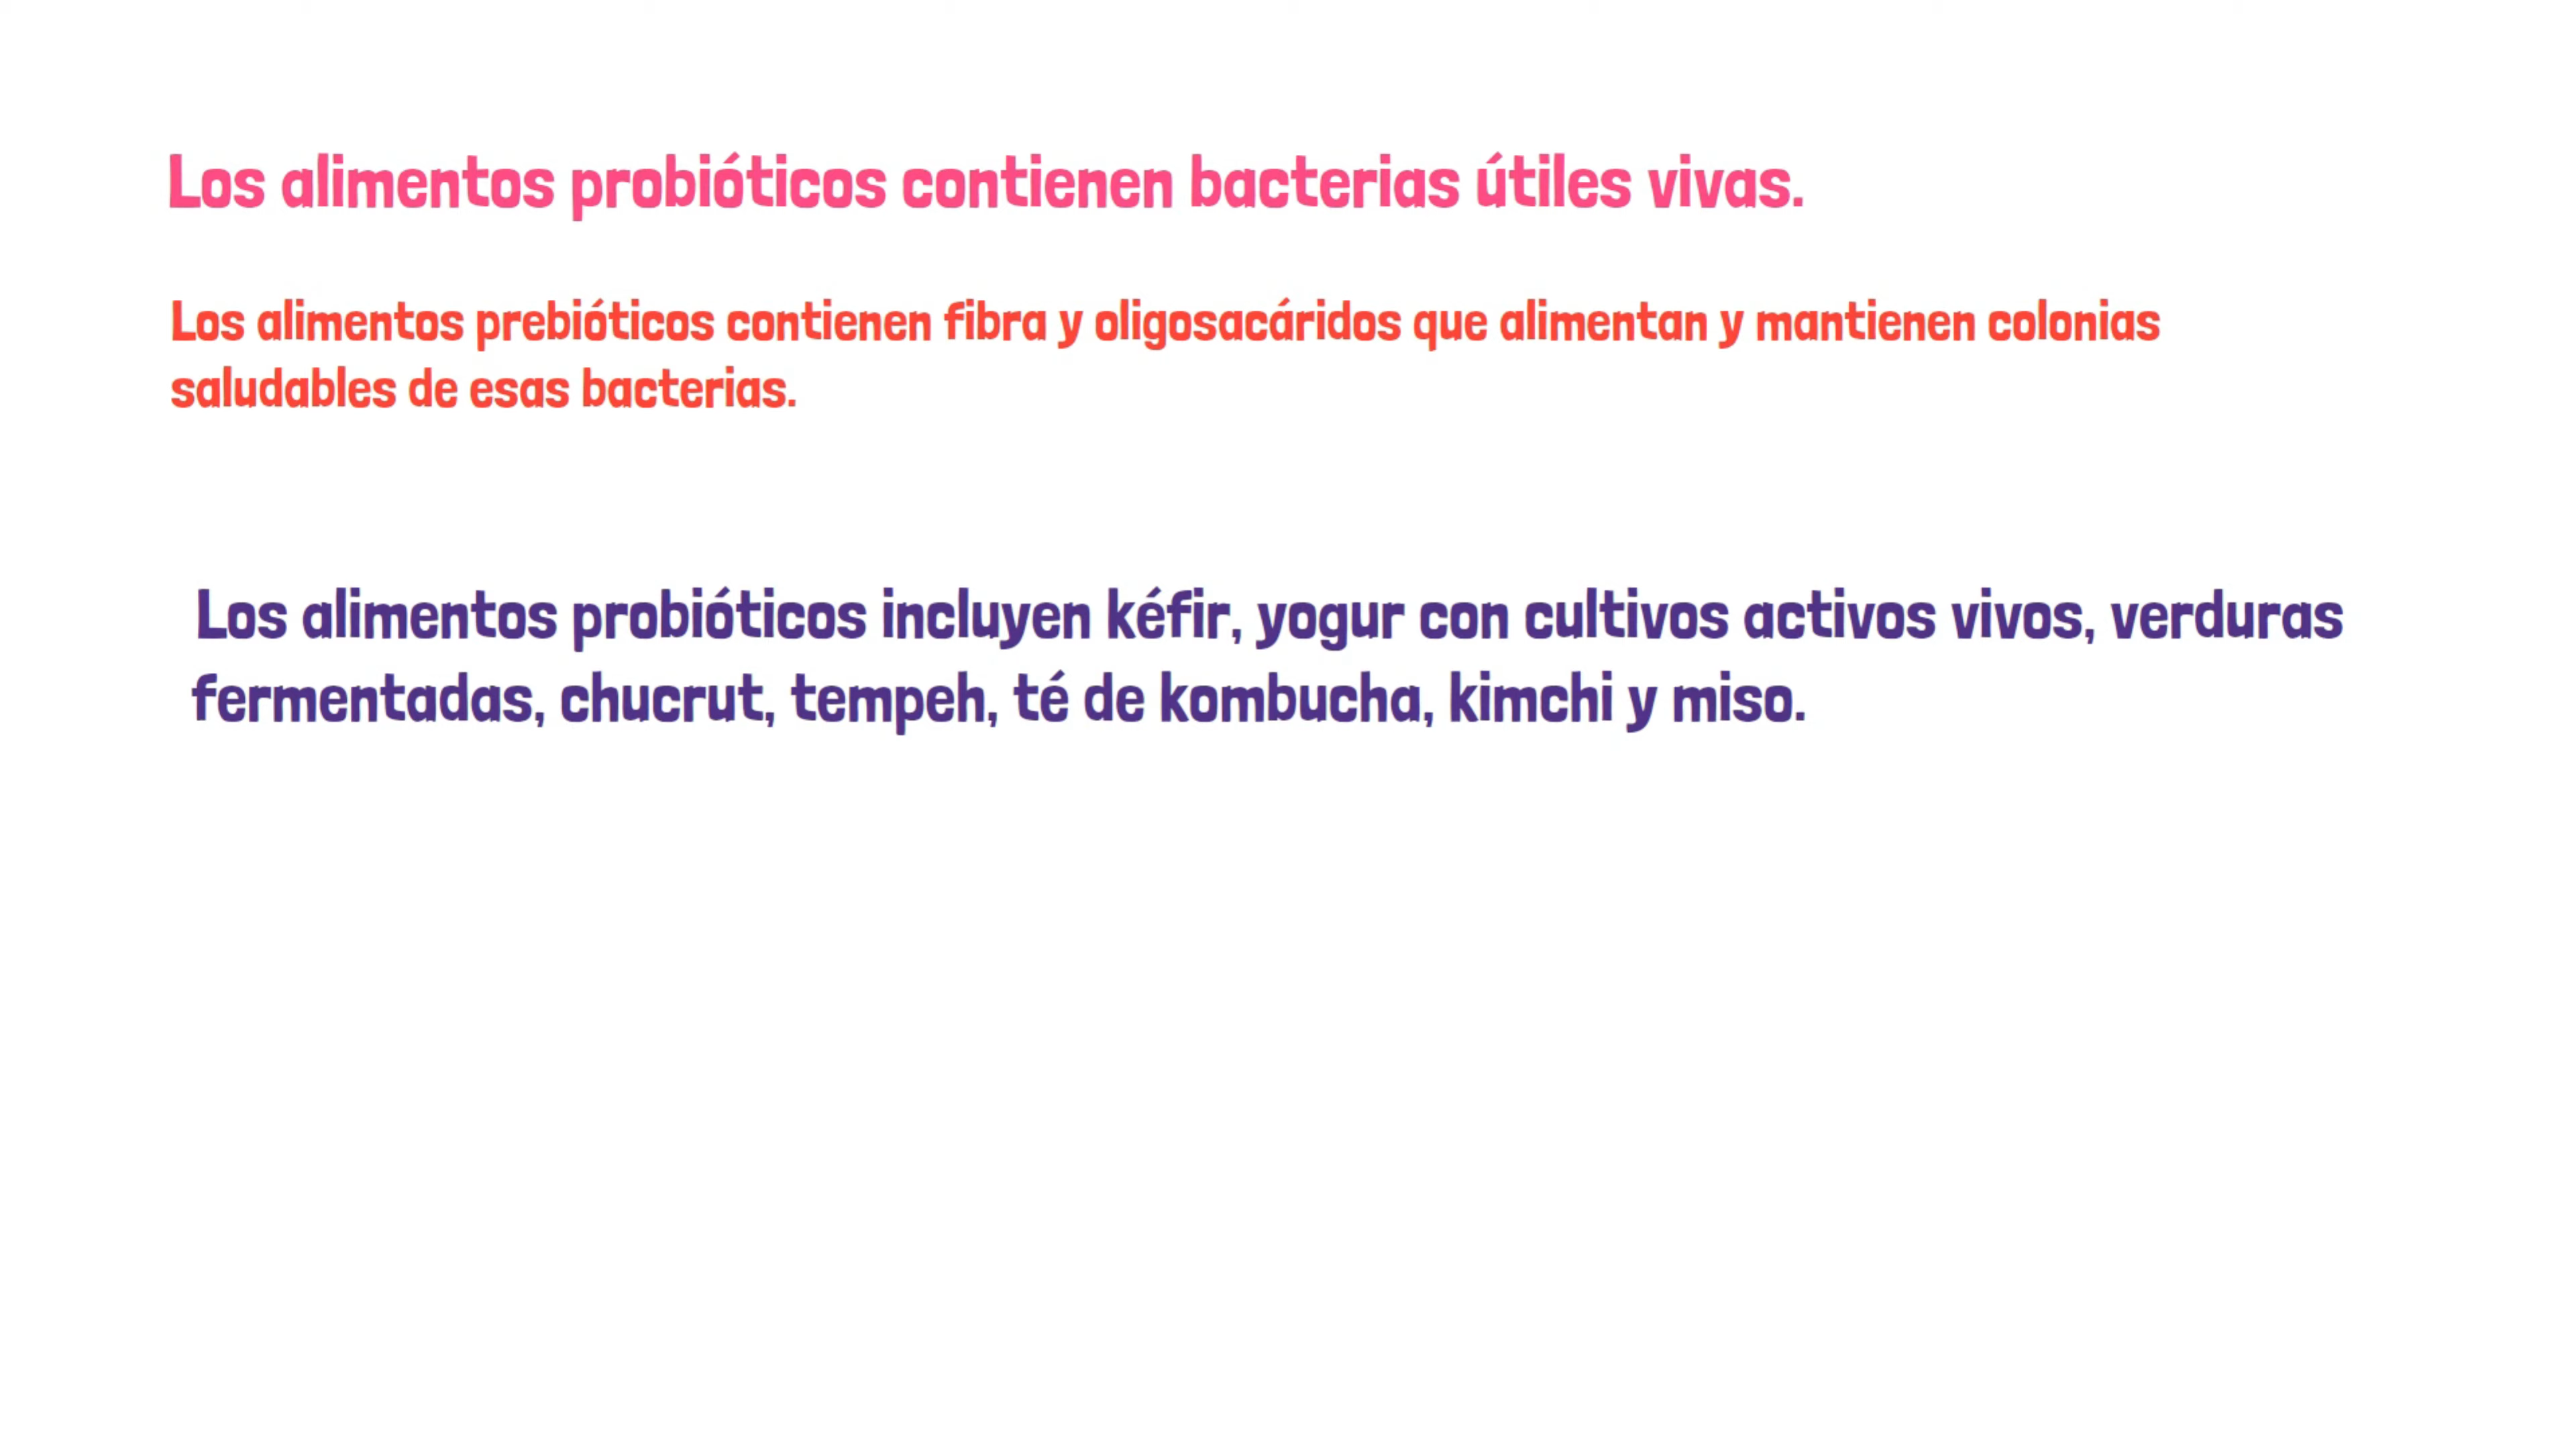 Los alimentos probióticos contienen bacterias útiles vivas.
Los alimentos prebióticos contienen fibra y oligosacáridos que alimentan y mantienen colonias
saludables de esas bacterias.
Los alimentos probióticos incluyen kéfir, yogur con cultivos activos vivos, verduras
fermentadas, chucrut, tempeh, té de kombucha, kimchi y miso.